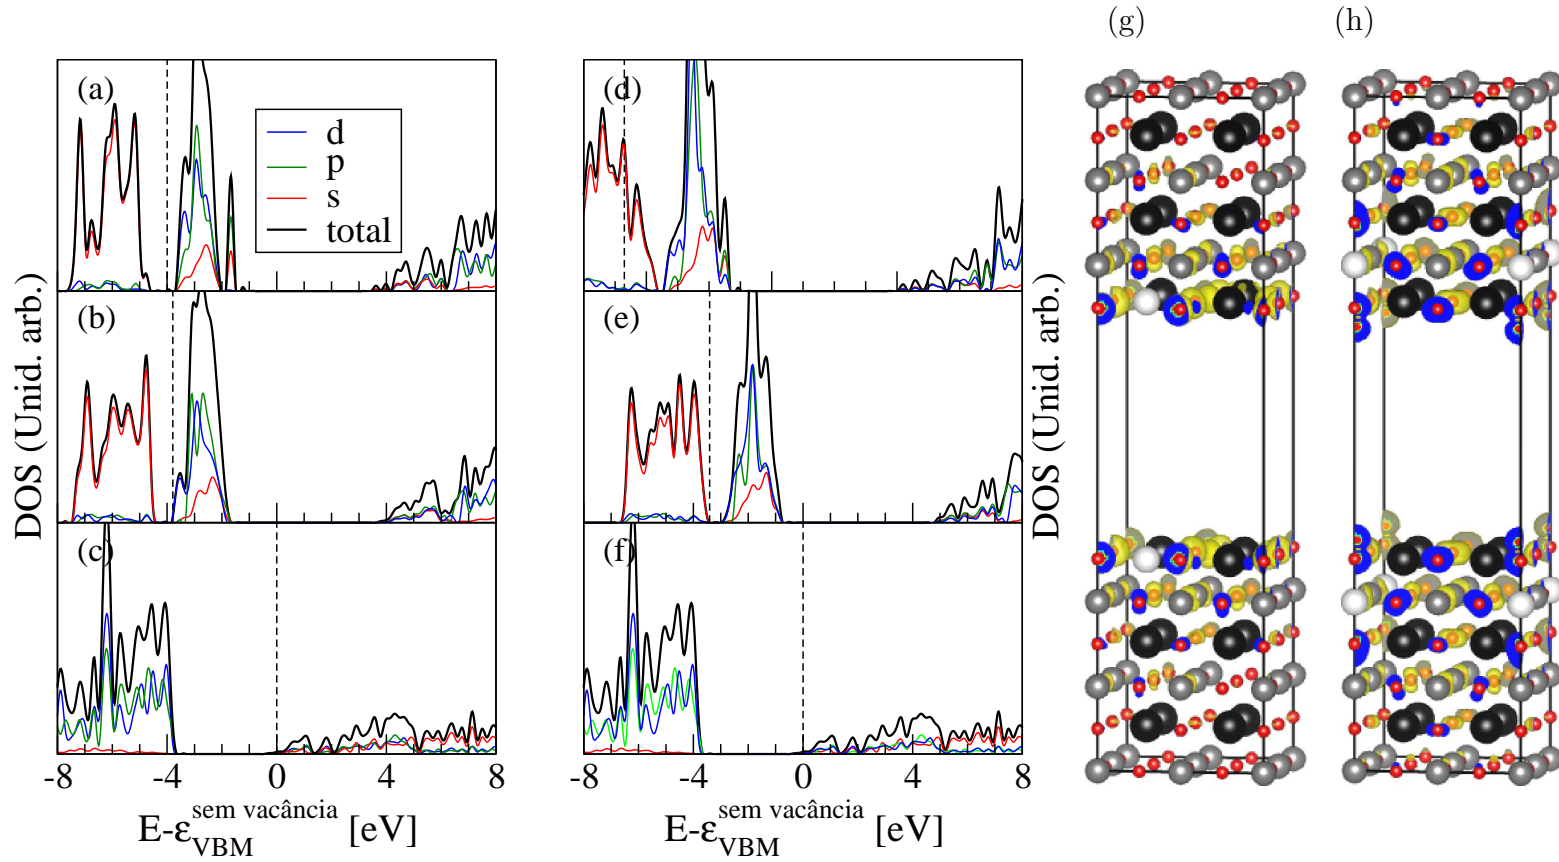 (g)
(h)
(a)
d
p
s
total
(b)
(c)
(d)
(e)
(f)
DOS (Unid. arb.)
DOS (Unid. arb.)
-8 -4 0 4 8
-8 -4 0 4 8
E-ε_VBM^sem vacância [eV]
E-ε_VBM^sem vacância [eV]